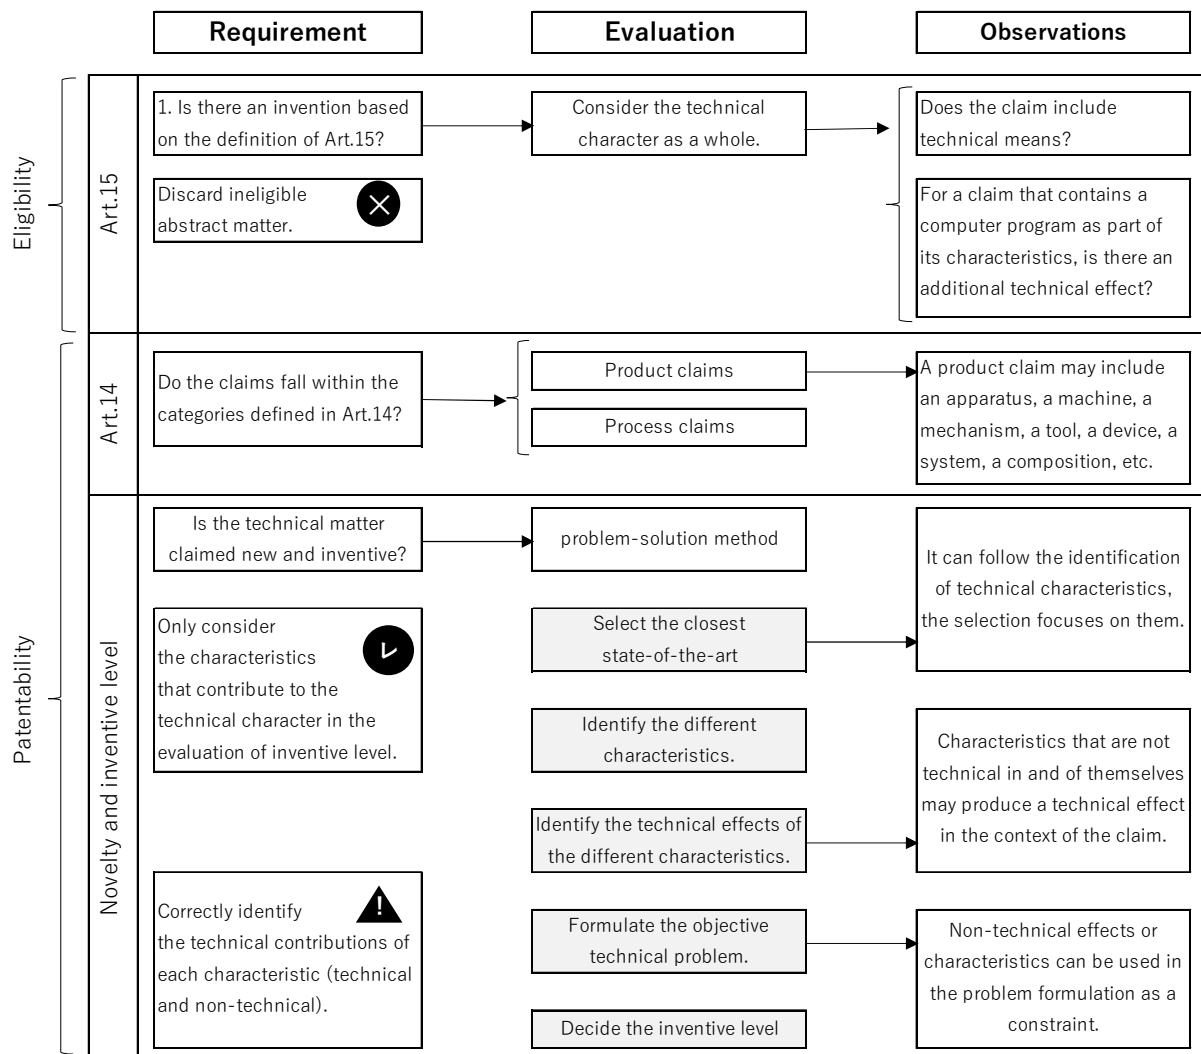 Requirement
Evaluation
Observations
Eligibility
Art.15
1. Is there an invention based
on the definition of Art.15?
Discard ineligible
abstract matter.
Consider the technical
character as a whole.
Does the claim include
technical means?
For a claim that contains a
computer program as part of
its characteristics, is there an
additional technical effect?
Patentability
Art.14
Do the claims fall within the
categories defined in Art.14?
Product claims
Process claims
A product claim may include
an apparatus, a machine, a
mechanism, a tool, a device, a
system, a composition, etc.
Novelty and inventive level
Is the technical matter
claimed new and inventive?
Only consider
the characteristics
that contribute to the
technical character in the
evaluation of inventive level.
!
Correctly identify
the technical contributions of
each characteristic (technical
and non-technical).
problem-solution method
Select the closest
state-of-the-art
Identify the different
characteristics.
Identify the technical effects of
the different characteristics.
Formulate the objective
technical problem.
Decide the inventive level
It can follow the identification
of technical characteristics,
the selection focuses on them.
Characteristics that are not
technical in and of themselves
may produce a technical effect
in the context of the claim.
Non-technical effects or
characteristics can be used in
the problem formulation as a
constraint.